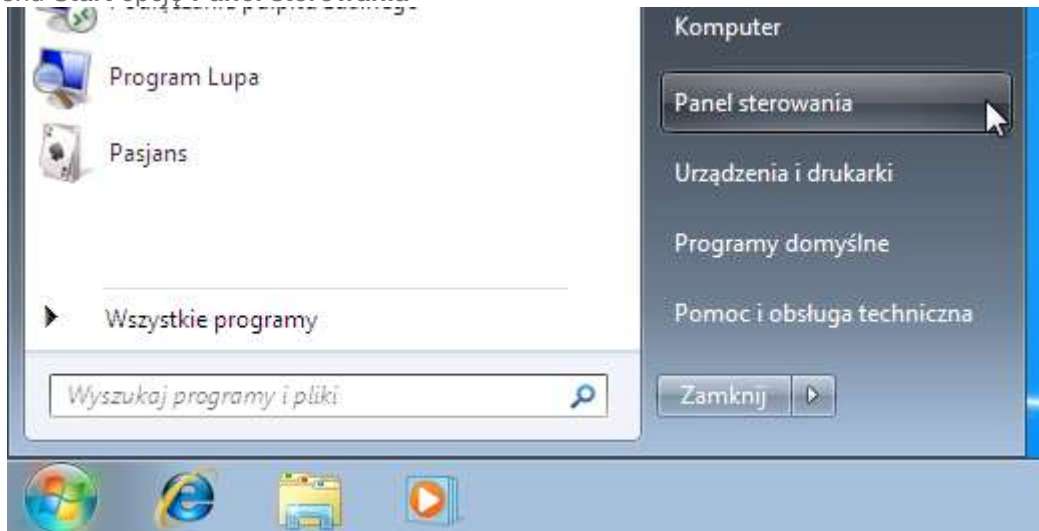 Program Lupa
Pasjans
Wszystkie programy
Wyszukaj programy i pliki
Komputer
Panel sterowania
Urządzenia i drukarki
Programy domyślne
Pomoc i obsługa techniczna
Zamknij